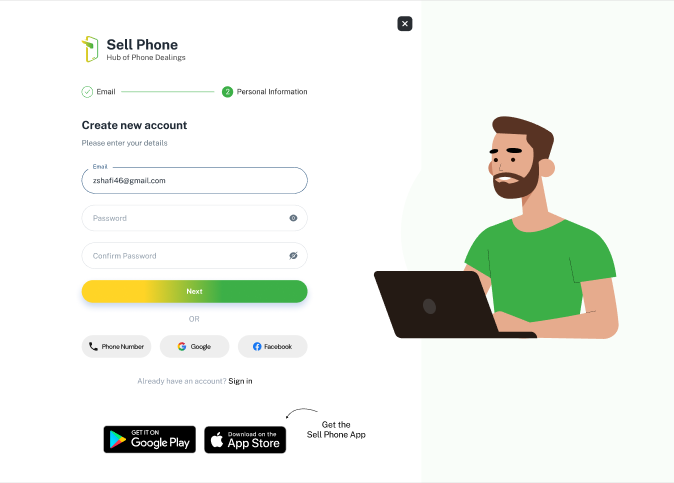 Sell Phone
Hub of Phone Dealings
Email
2
Personal Information
Create new account
Please enter your details
Email
zshafi46@gmail.com
Password
Confirm Password
Next
OR
Phone Number
Google
Facebook
Already have an account? Sign in
Get the
Sell Phone App
GET IT ON
Google Play
Download on the
App Store